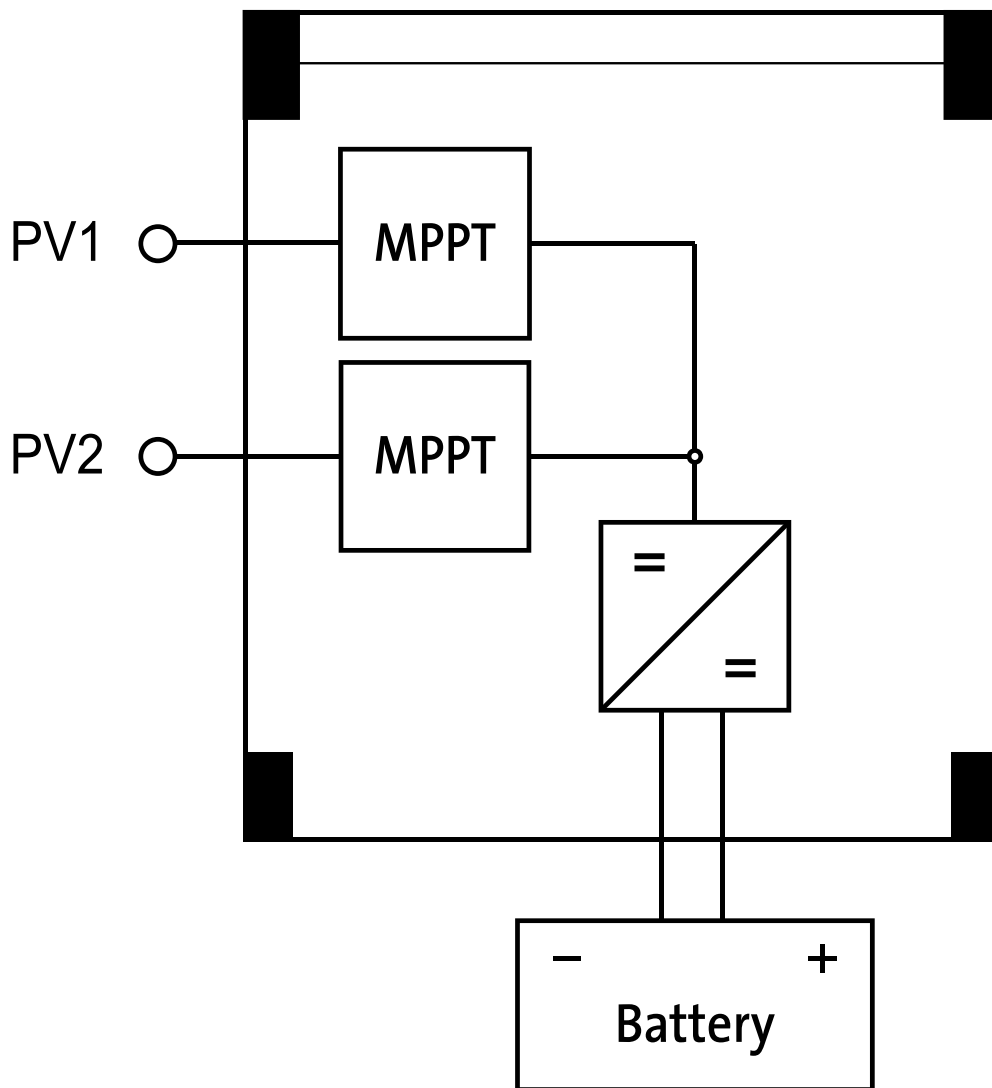 PV1
MPPT
PV2
MPPT
=
=
− +
Battery